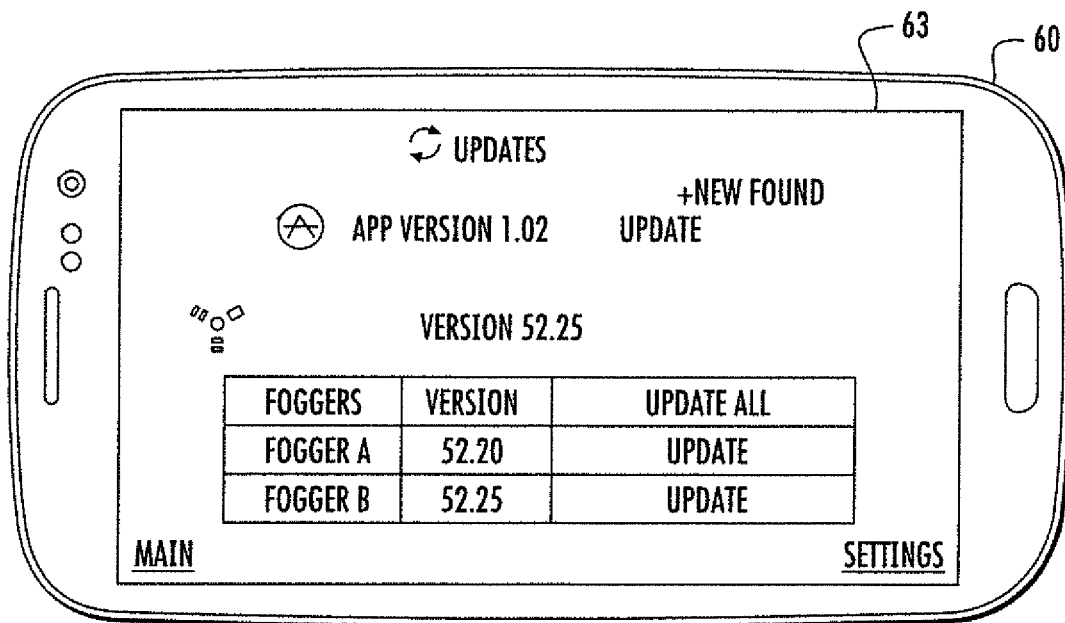 63
60
UPDATES
+NEW FOUND
APP VERSION 1.02 UPDATE
VERSION 52.25
FOGGERS VERSION UPDATE ALL
FOGGER A 52.20 UPDATE
FOGGER B 52.25 UPDATE
MAIN SETTINGS